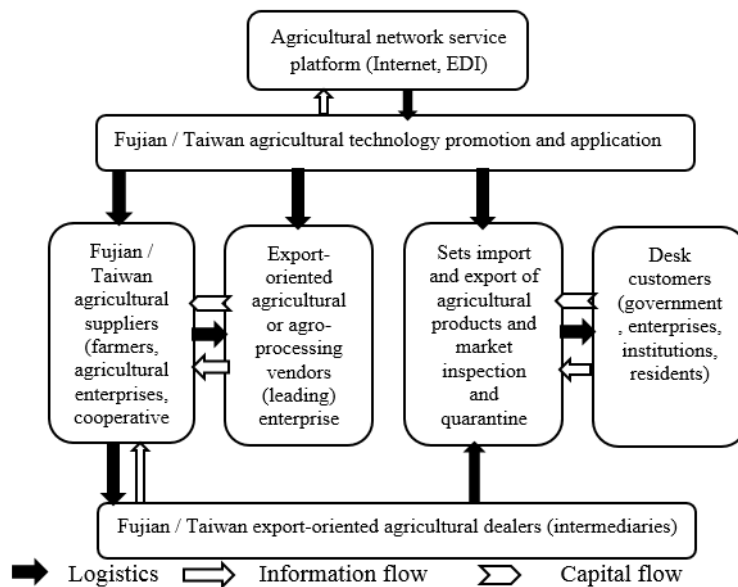 Agricultural network service
platform (Internet, EDI)
Fujian / Taiwan agricultural technology promotion and application
Fujian /
Taiwan
agricultural
suppliers
(farmers,
agricultural
enterprises,
cooperative
Export-
oriented
agricultural
or agro-
processing
vendors
(leading)
enterprise
Sets import
and export of
agricultural
products and
market
inspection
and
quarantine
Desk
customers
(government
, enterprises,
institutions,
residents)
Fujian / Taiwan export-oriented agricultural dealers (intermediaries)
Logistics
Information flow
Capital flow